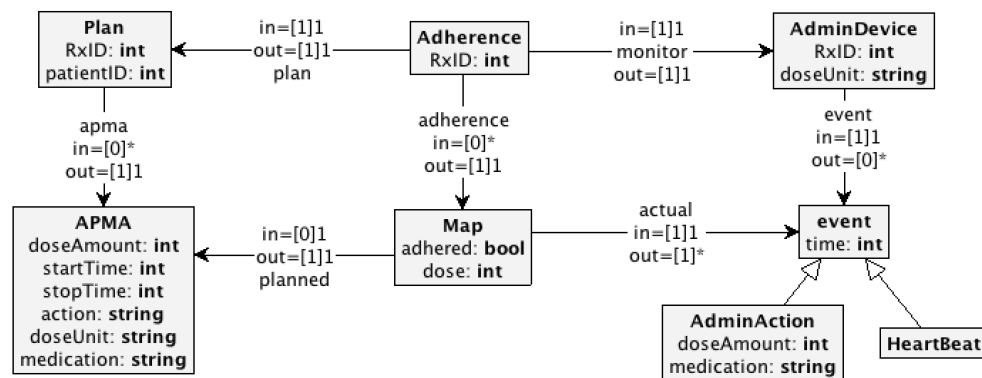 Plan
RxID: int
patientID: int
in=[1]1
out=[1]1
plan
Adherence
RxID: int
in=[1]1
monitor
out=[1]1
AdminDevice
RxID: int
doseUnit: string
apma
in=[0]*
out=[1]1
adherence
in=[0]*
out=[1]1
event
in=[1]1
out=[0]*
APMA
doseAmount: int
startTime: int
stopTime: int
action: string
doseUnit: string
medication: string
in=[0]1
out=[1]1
planned
Map
adhered: bool
dose: int
actual
in=[1]1
out=[1]*
event
time: int
AdminAction
doseAmount: int
medication: string
HeartBeat